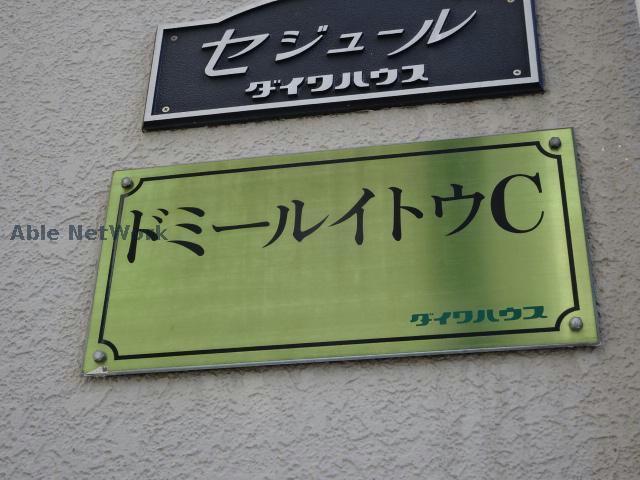 セジュール
ダイワハウス
ドミールイトウC
Able NetWork
ダイワハウス